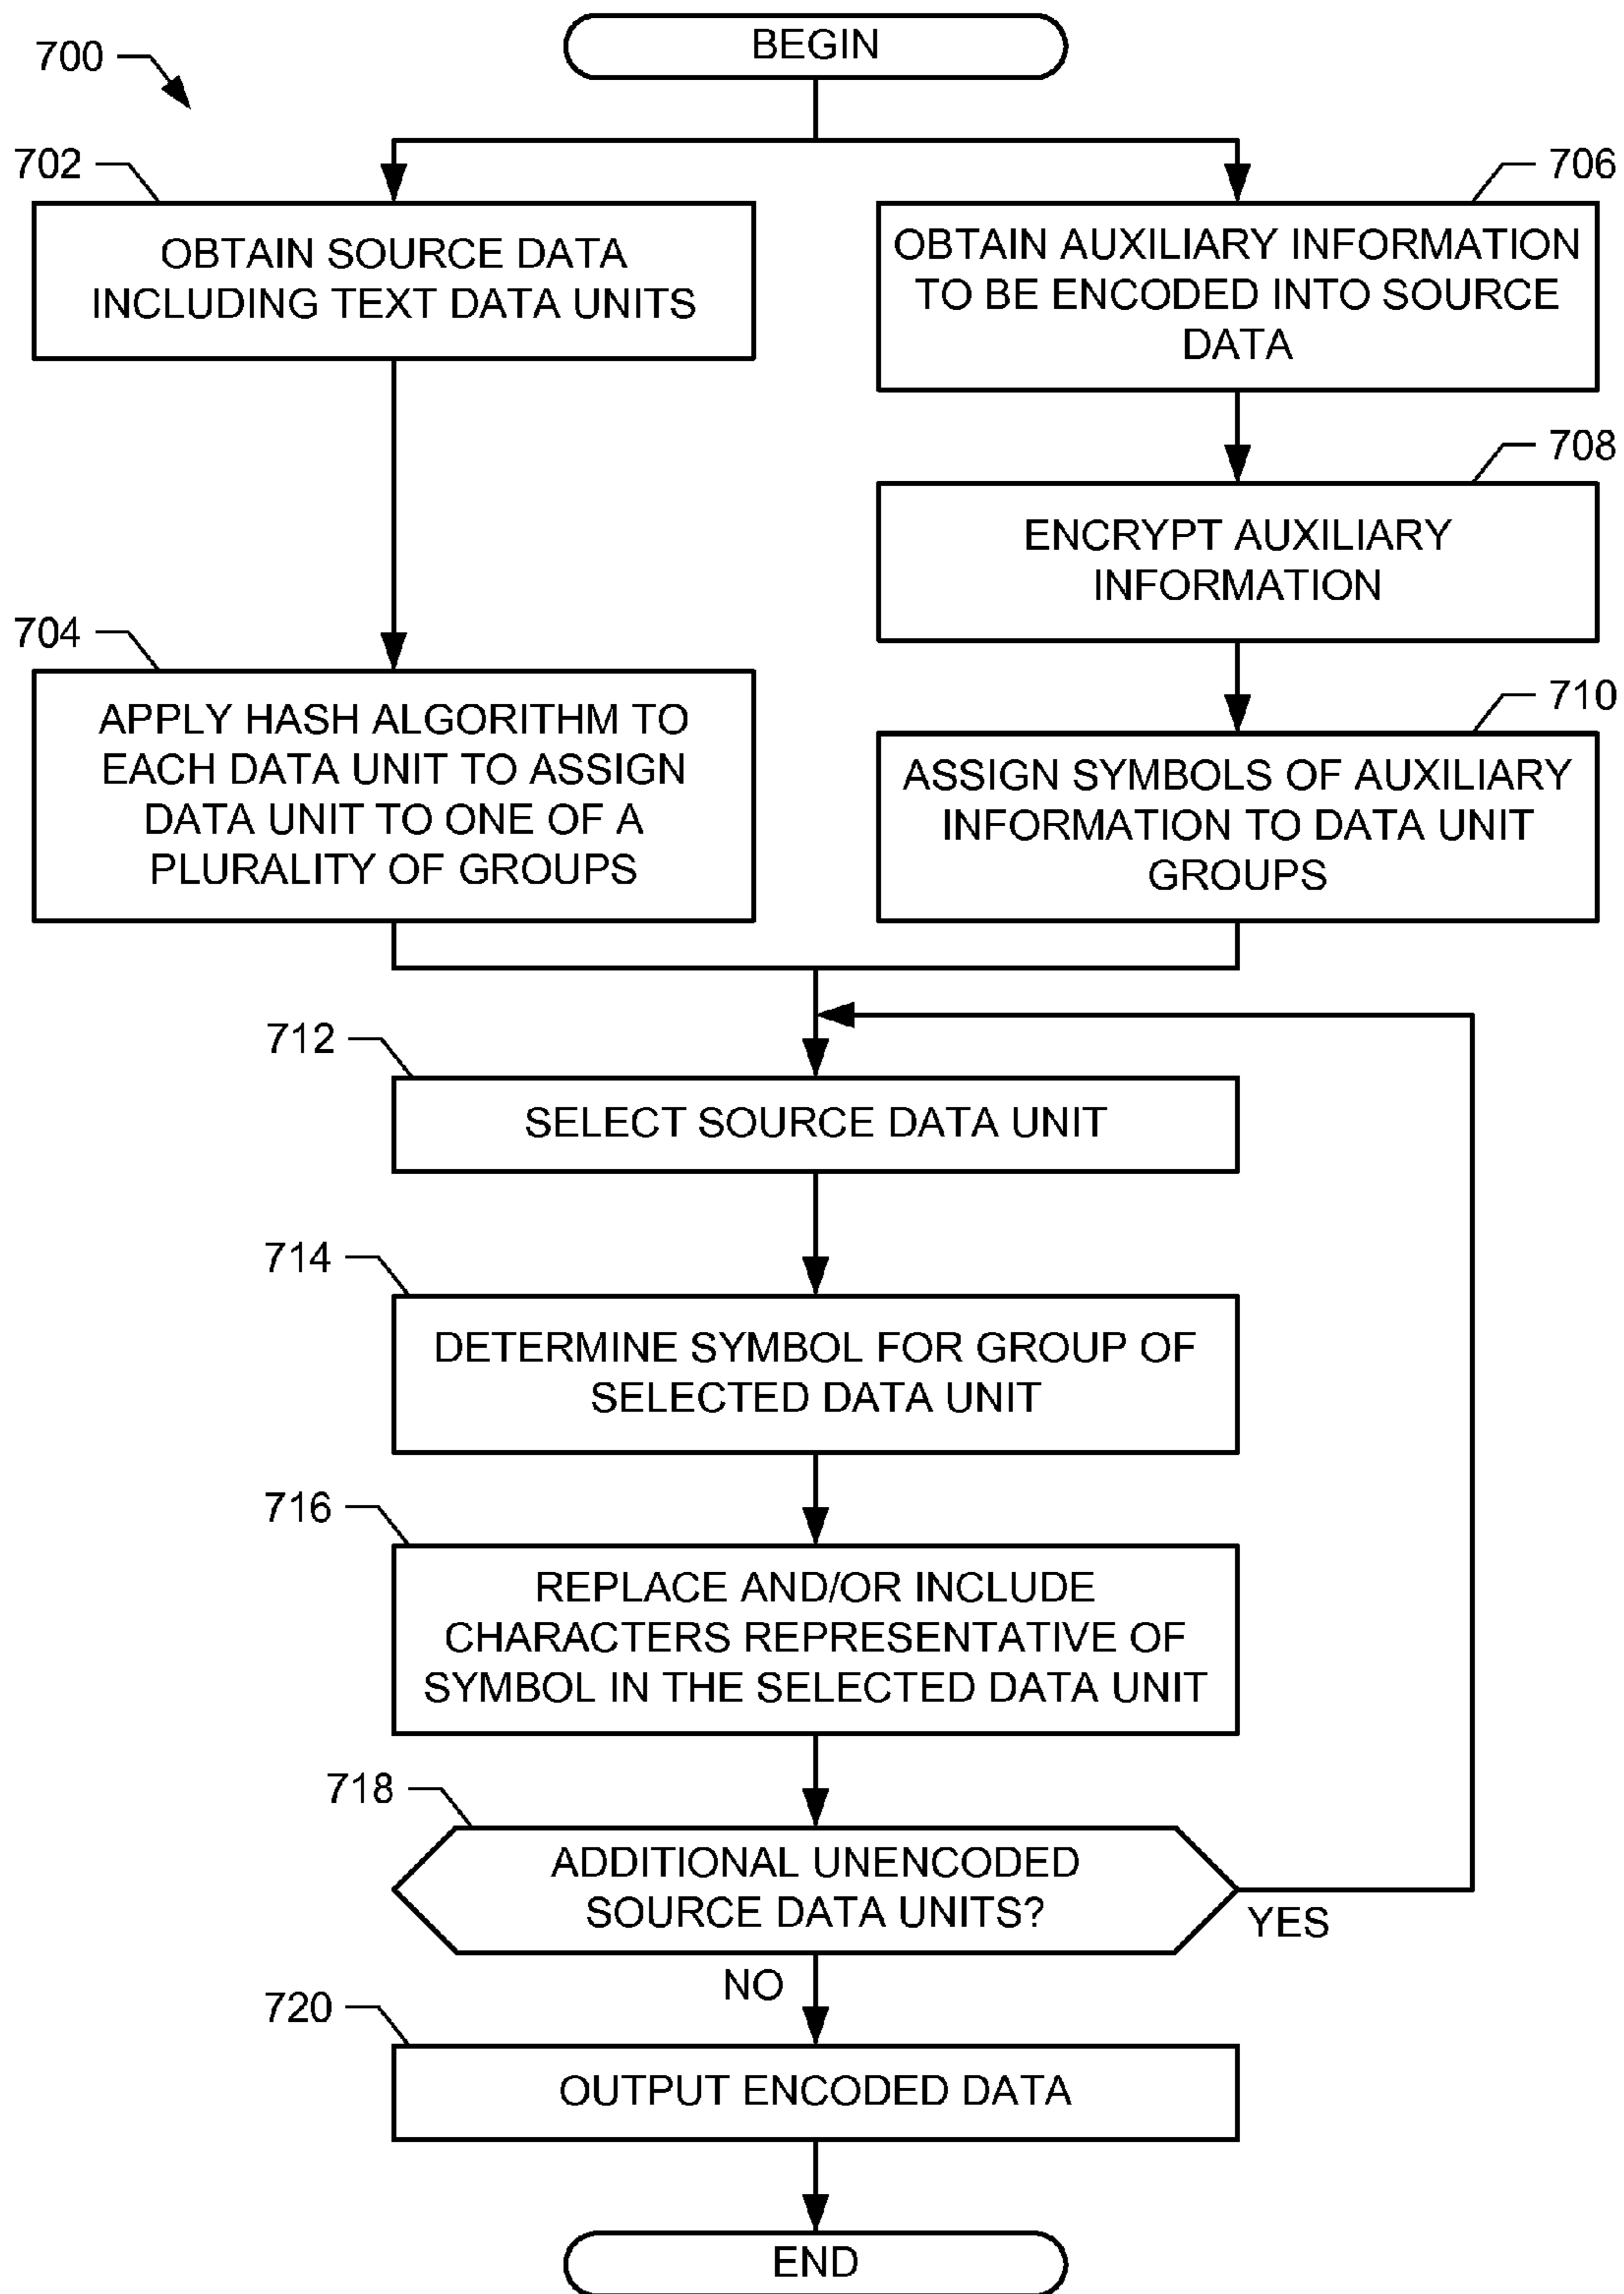 BEGIN
700
702
OBTAIN SOURCE DATA
INCLUDING TEXT DATA UNITS
706
OBTAIN AUXILIARY INFORMATION
TO BE ENCODED INTO SOURCE
DATA
708
ENCRYPT AUXILIARY
INFORMATION
704
APPLY HASH ALGORITHM TO
EACH DATA UNIT TO ASSIGN
DATA UNIT TO ONE OF A
PLURALITY OF GROUPS
710
ASSIGN SYMBOLS OF AUXILIARY
INFORMATION TO DATA UNIT
GROUPS
712
SELECT SOURCE DATA UNIT
714
DETERMINE SYMBOL FOR GROUP OF
SELECTED DATA UNIT
716
REPLACE AND/OR INCLUDE
CHARACTERS REPRESENTATIVE OF
SYMBOL IN THE SELECTED DATA UNIT
718
ADDITIONAL UNENCODED
SOURCE DATA UNITS?
YES
NO
720
OUTPUT ENCODED DATA
END